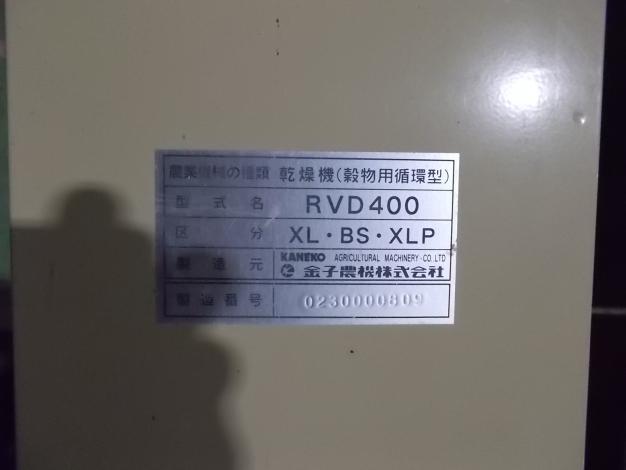 農業機械の種類 乾燥機(穀物用循環型)
型式名 RVD400
区分 XL・BS・XLP
製造元 KANEKO AGRICULTURAL MACHINERY・CO.LTD
金子農機株式会社
製造番号 0230000809